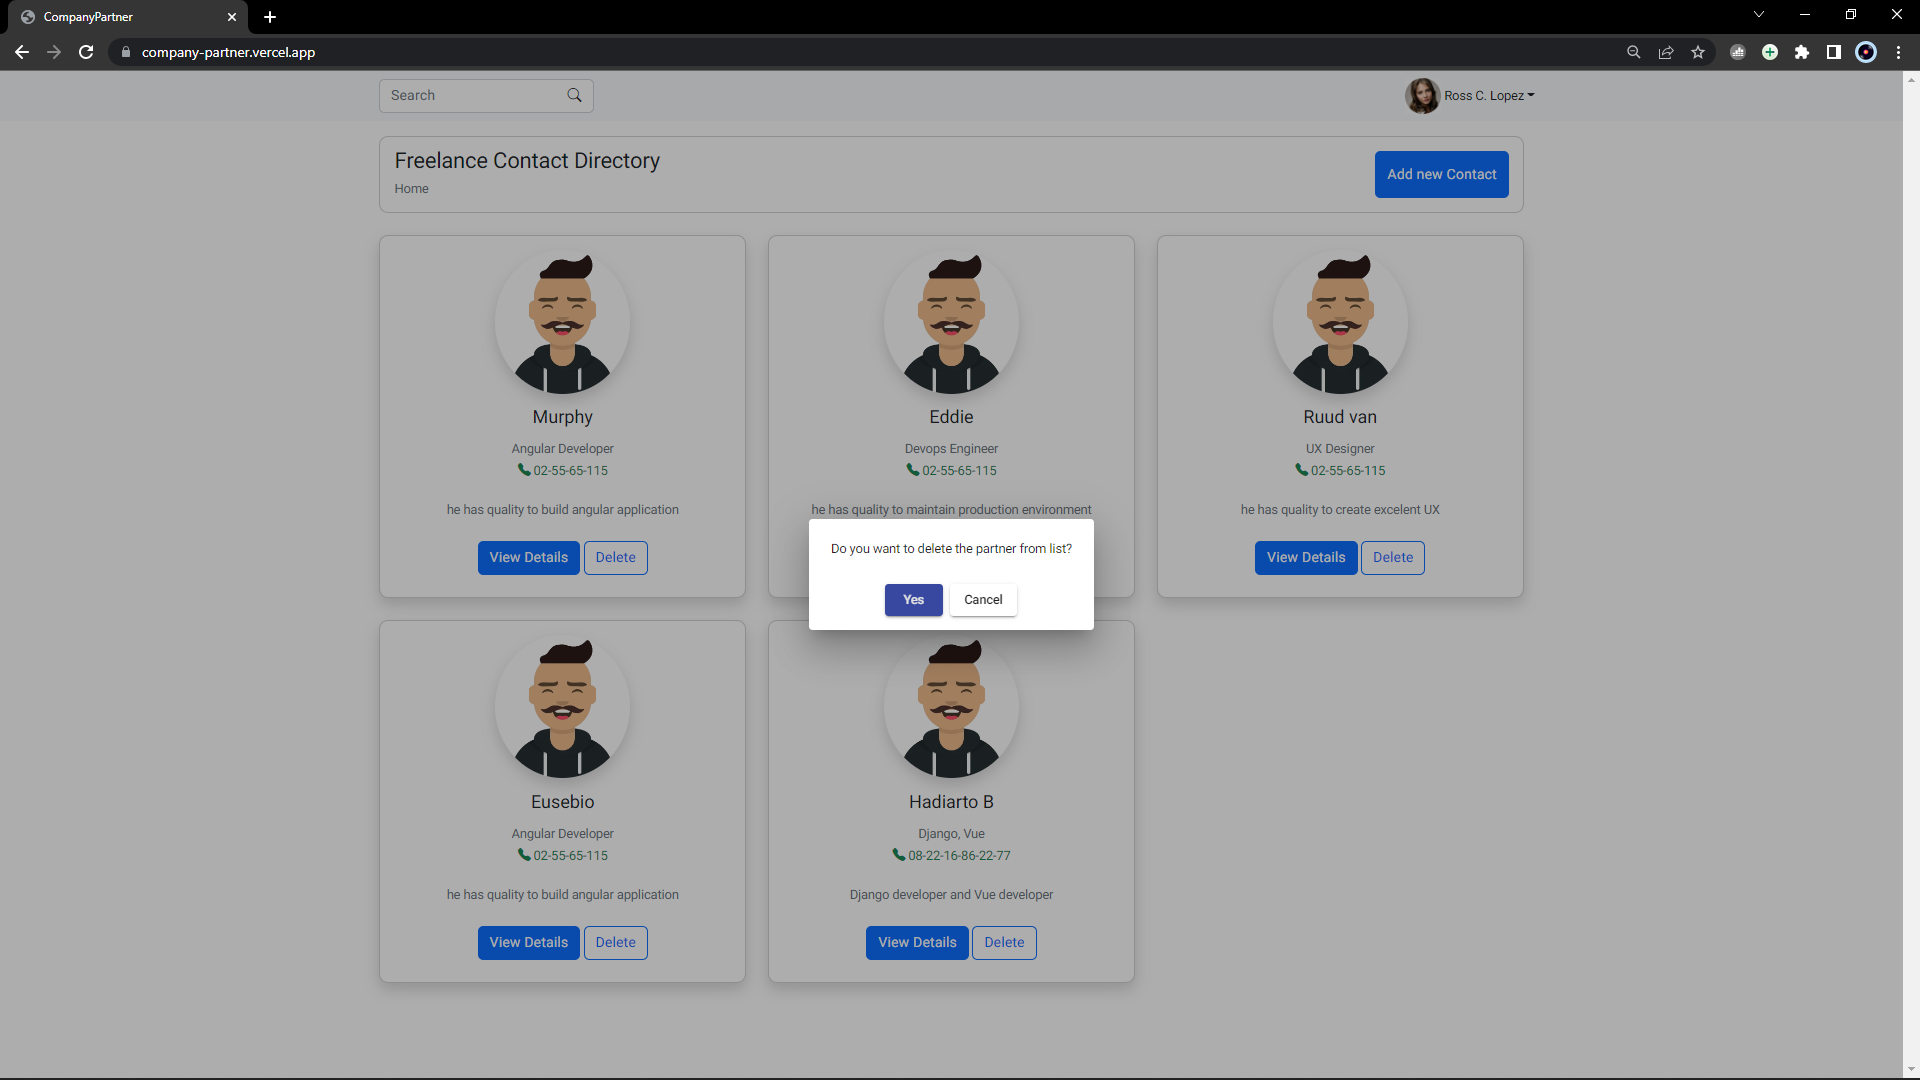 CompanyPartner
company-partner.vercel.app
Search
Ross C. Lopez
Freelance Contact Directory
Home
Add new Contact
Murphy
Angular Developer
02-55-65-115
he has quality to build angular application
View Details Delete
Eddie
Devops Engineer
02-55-65-115
he has quality to maintain production environment
Ruud van
UX Designer
02-55-65-115
he has quality to create excelent UX
View Details Delete
Do you want to delete the partner from list?
Yes Cancel
Eusebio
Angular Developer
02-55-65-115
he has quality to build angular application
View Details Delete
Hadiarto B
Django, Vue
08-22-16-86-22-77
Django developer and Vue developer
View Details Delete